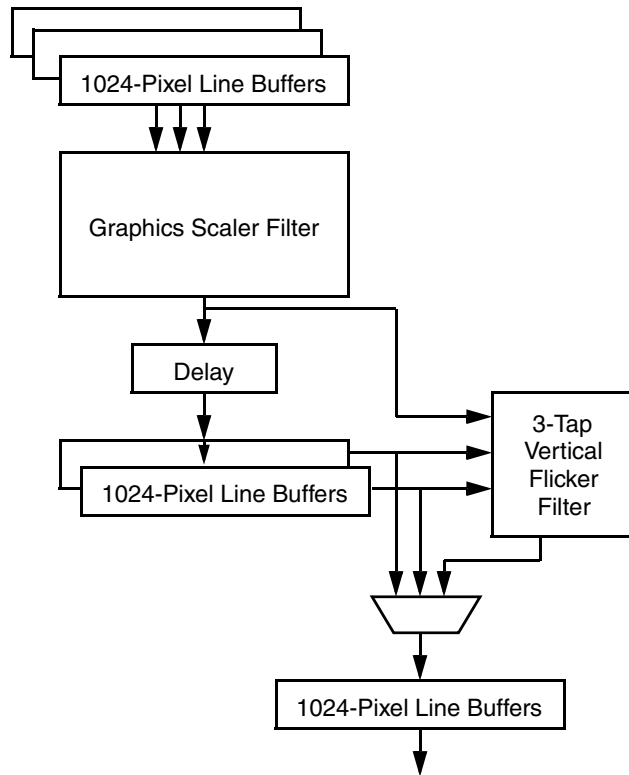 1024-Pixel Line Buffers
Graphics Scaler Filter
Delay
3-Tap
Vertical
Flicker
Filter
1024-Pixel Line Buffers
1024-Pixel Line Buffers